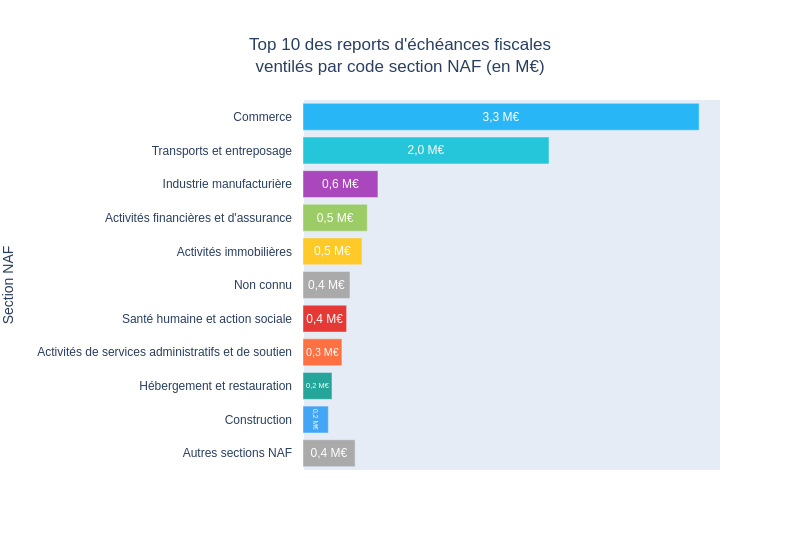 Top 10 des reports d'échéances fiscales
ventilés par code section NAF (en M€)
Section NAF
Commerce 3,3 M€
Transports et entreposage 2,0 M€
Industrie manufacturière 0,6 M€
Activités financières et d'assurance 0,5 M€
Activités immobilières 0,5 M€
Non connu 0,4 M€
Santé humaine et action sociale 0,4 M€
Activités de services administratifs et de soutien 0,3 M€
Hébergement et restauration 0,2 M€
Construction 0,2 M€
Autres sections NAF 0,4 M€